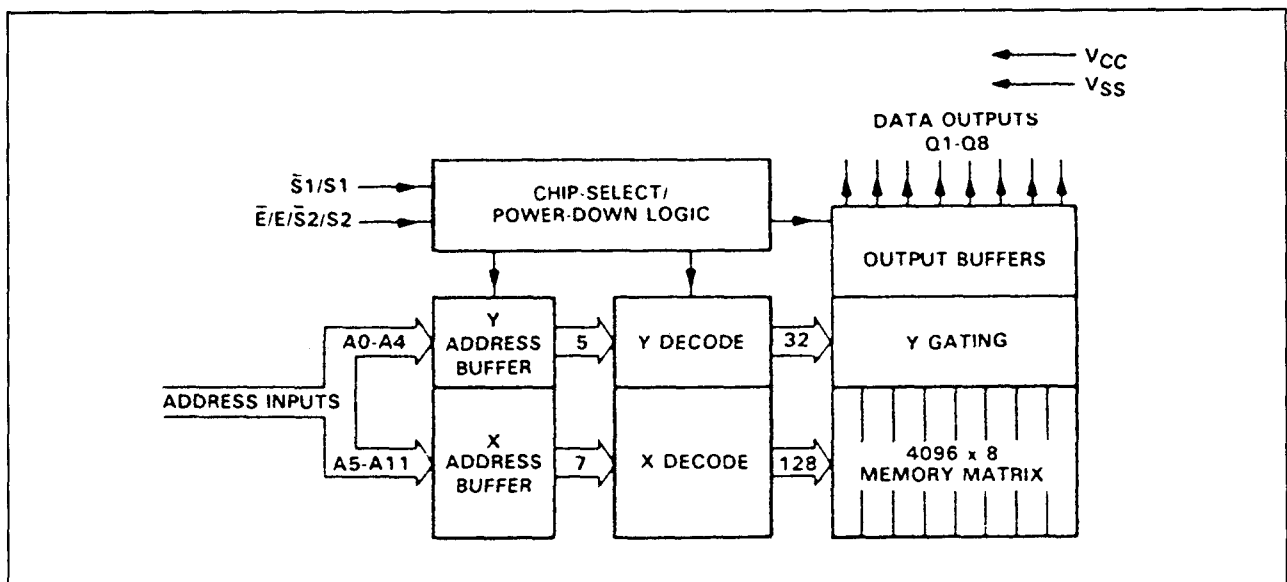 VCC
VSS
DATA OUTPUTS
Q1-Q8
S̄1/S1
Ē/E/S̄2/S2
CHIP-SELECT/
POWER-DOWN LOGIC
OUTPUT BUFFERS
A0-A4
Y
ADDRESS
BUFFER
5
Y DECODE
32
Y GATING
ADDRESS INPUTS
A5-A11
X
ADDRESS
BUFFER
7
X DECODE
128
4096 x 8
MEMORY MATRIX